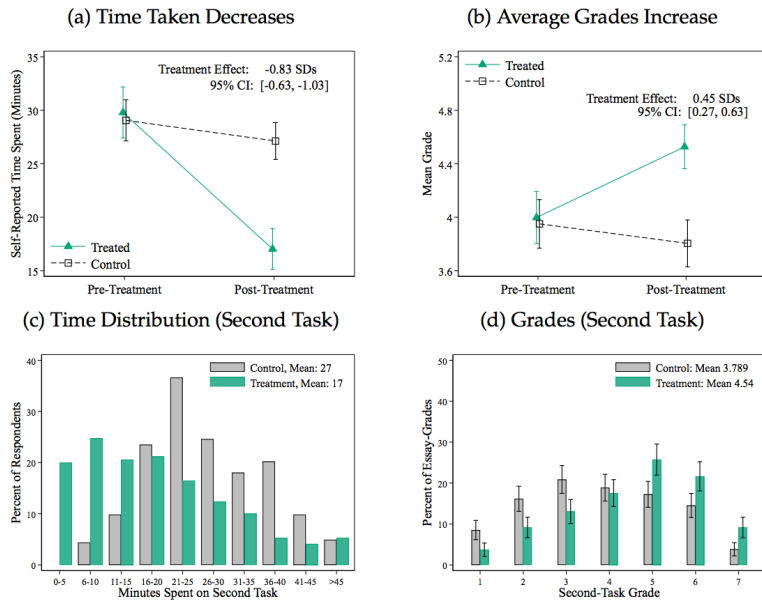 (a) Time Taken Decreases
Self-Reported Time Spent (Minutes)
35
30
25
20
15
Treatment Effect: -0.83 SDs
95% CI: [-0.63, -1.03]
Treated
Control
Pre-Treatment Post-Treatment
(b) Average Grades Increase
Mean Grade
5.2
4.8
4.4
4
3.6
Treated
Control
Treatment Effect: 0.45 SDs
95% CI: [0.27, 0.63]
Pre-Treatment Post-Treatment
(c) Time Distribution (Second Task)
Percent of Respondents
40
30
20
10
0
Control, Mean: 27
Treatment, Mean: 17
0-5 6-10 11-15 16-20 21-25 26-30 31-35 36-40 41-45 >45
Minutes Spent on Second Task
(d) Grades (Second Task)
Percent of Essay-Grades
50
40
30
20
10
0
Control: Mean 3.789
Treatment: Mean 4.54
1 2 3 4 5 6 7
Second-Task Grade